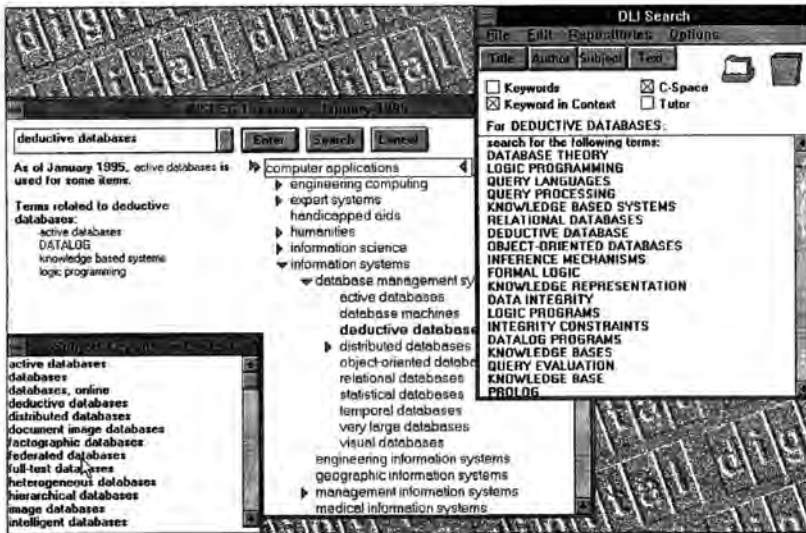 DLI Search
File Edit Repositories Options
Title Author Subject Text
Keywords
C-Space
Keyword in Context
Tutor
For DEDUCTIVE DATABASES:
search for the following terms:
DATABASE THEORY
LOGIC PROGRAMMING
QUERY LANGUAGES
QUERY PROCESSING
KNOWLEDGE BASED SYSTEMS
RELATIONAL DATABASES
DEDUCTIVE DATABASE
OBJECT-ORIENTED DATABASES
INFERENCE MECHANISMS
FORMAL LOGIC
KNOWLEDGE REPRESENTATION
DATA INTEGRITY
LOGIC PROGRAMS
INTEGRITY CONSTRAINTS
DATALOG PROGRAMS
KNOWLEDGE BASES
QUERY EVALUATION
KNOWLEDGE BASE
PROLOG
INSPEC Thesaurus - January 1995
deductive databases
Enter Search Cancel
As of January 1995, active databases is
used for some items.
Terms related to deductive
databases:
active databases
DATALOG
knowledge based systems
logic programming
computer applications
engineering computing
expert systems
handicapped aids
humanities
information science
information systems
database management sy
active databases
database machines
deductive database
distributed databases
object-oriented databa
relational databases
statistical databases
temporal databases
very large databases
visual databases
engineering information systems
geographic information systems
management information systems
medical information systems
active databases
databases
databases, online
deductive databases
distributed databases
document image databases
factographic databases
federated databases
full-text databases
heterogeneous databases
hierarchical databases
image databases
intelligent databases